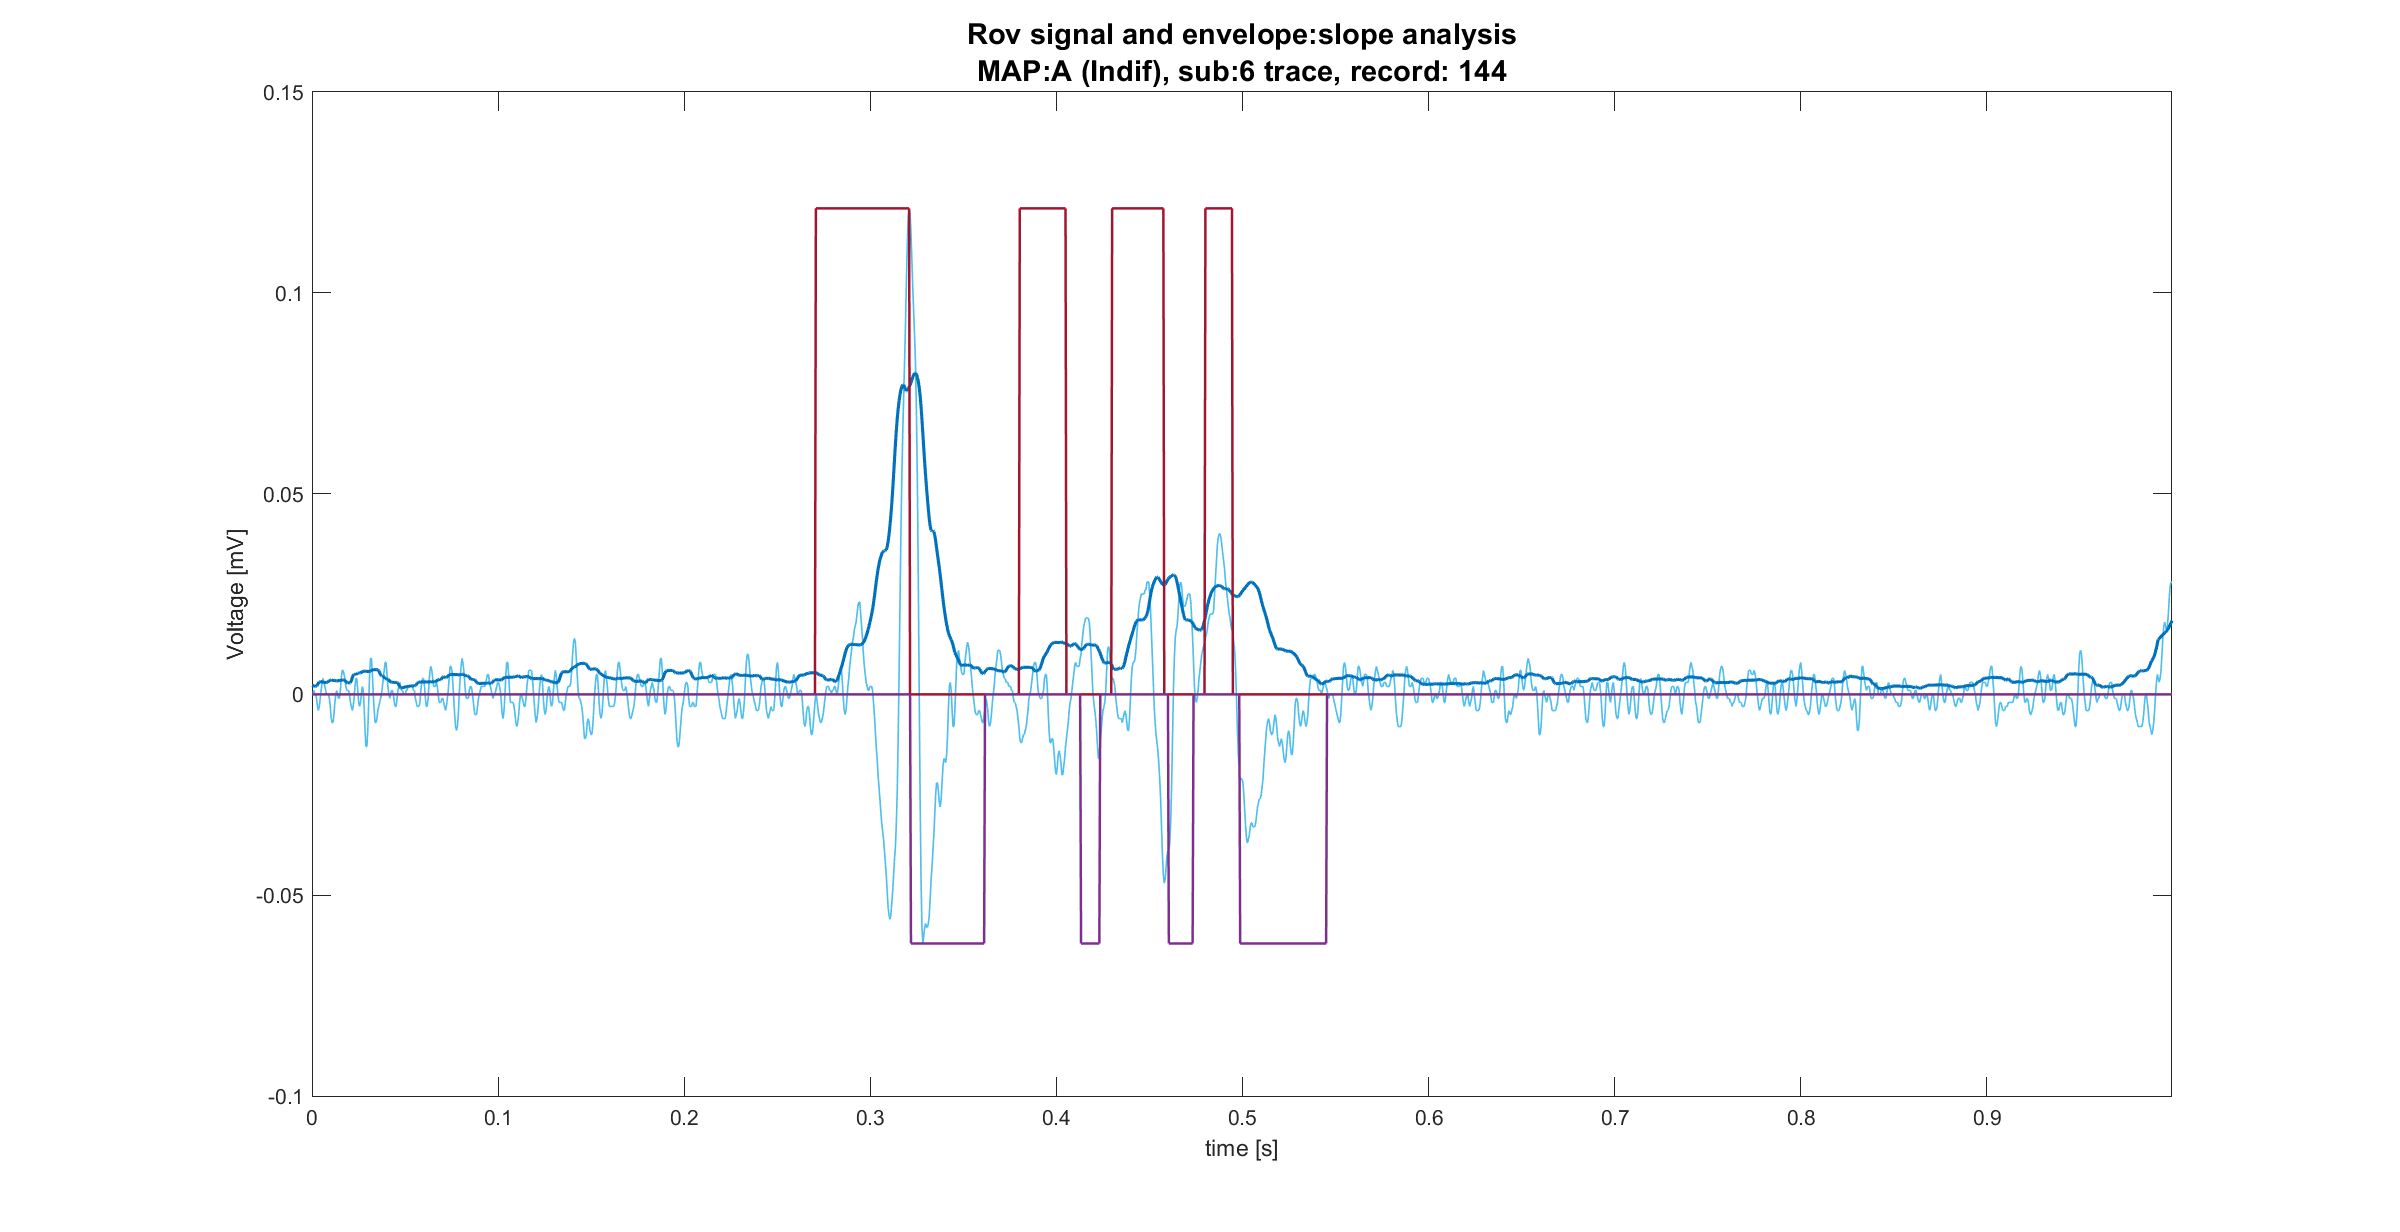 Rov signal and envelope:slope analysis
MAP:A (Indif), sub:6 trace, record: 144
0.15
0.1
0.05
0
-0.05
-0.1
Voltage [mV]
0 0.1 0.2 0.3 0.4 0.5 0.6 0.7 0.8 0.9
time [s]